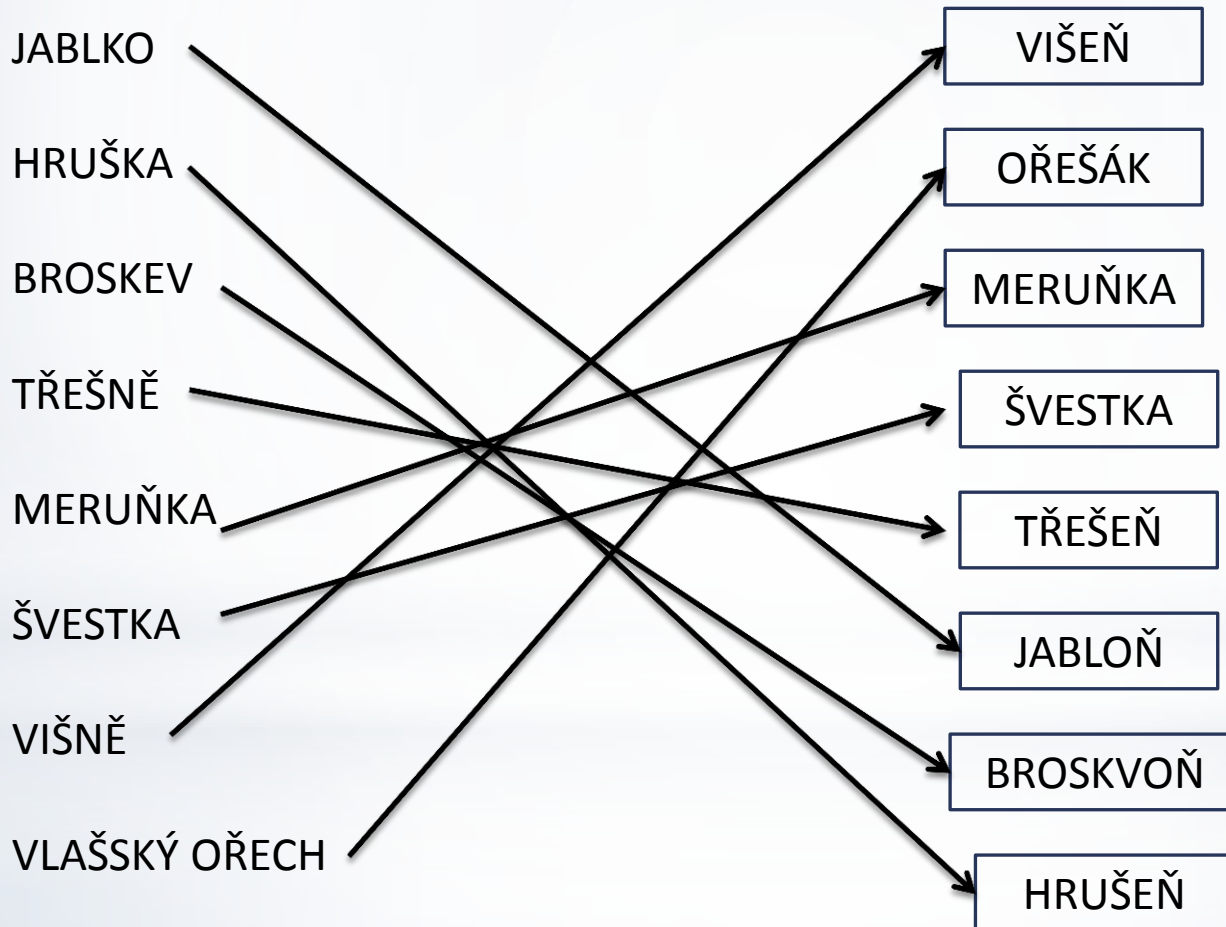 JABLKO
HRUŠKA
BROSKEV
TŘEŠNĚ
MERUŇKA
ŠVESTKA
VIŠNĚ
VLAŠSKÝ OŘECH
VIŠEŇ
OŘEŠÁK
MERUŇKA
ŠVESTKA
TŘEŠEŇ
JABLOŇ
BROSKVOŇ
HRUŠEŇ